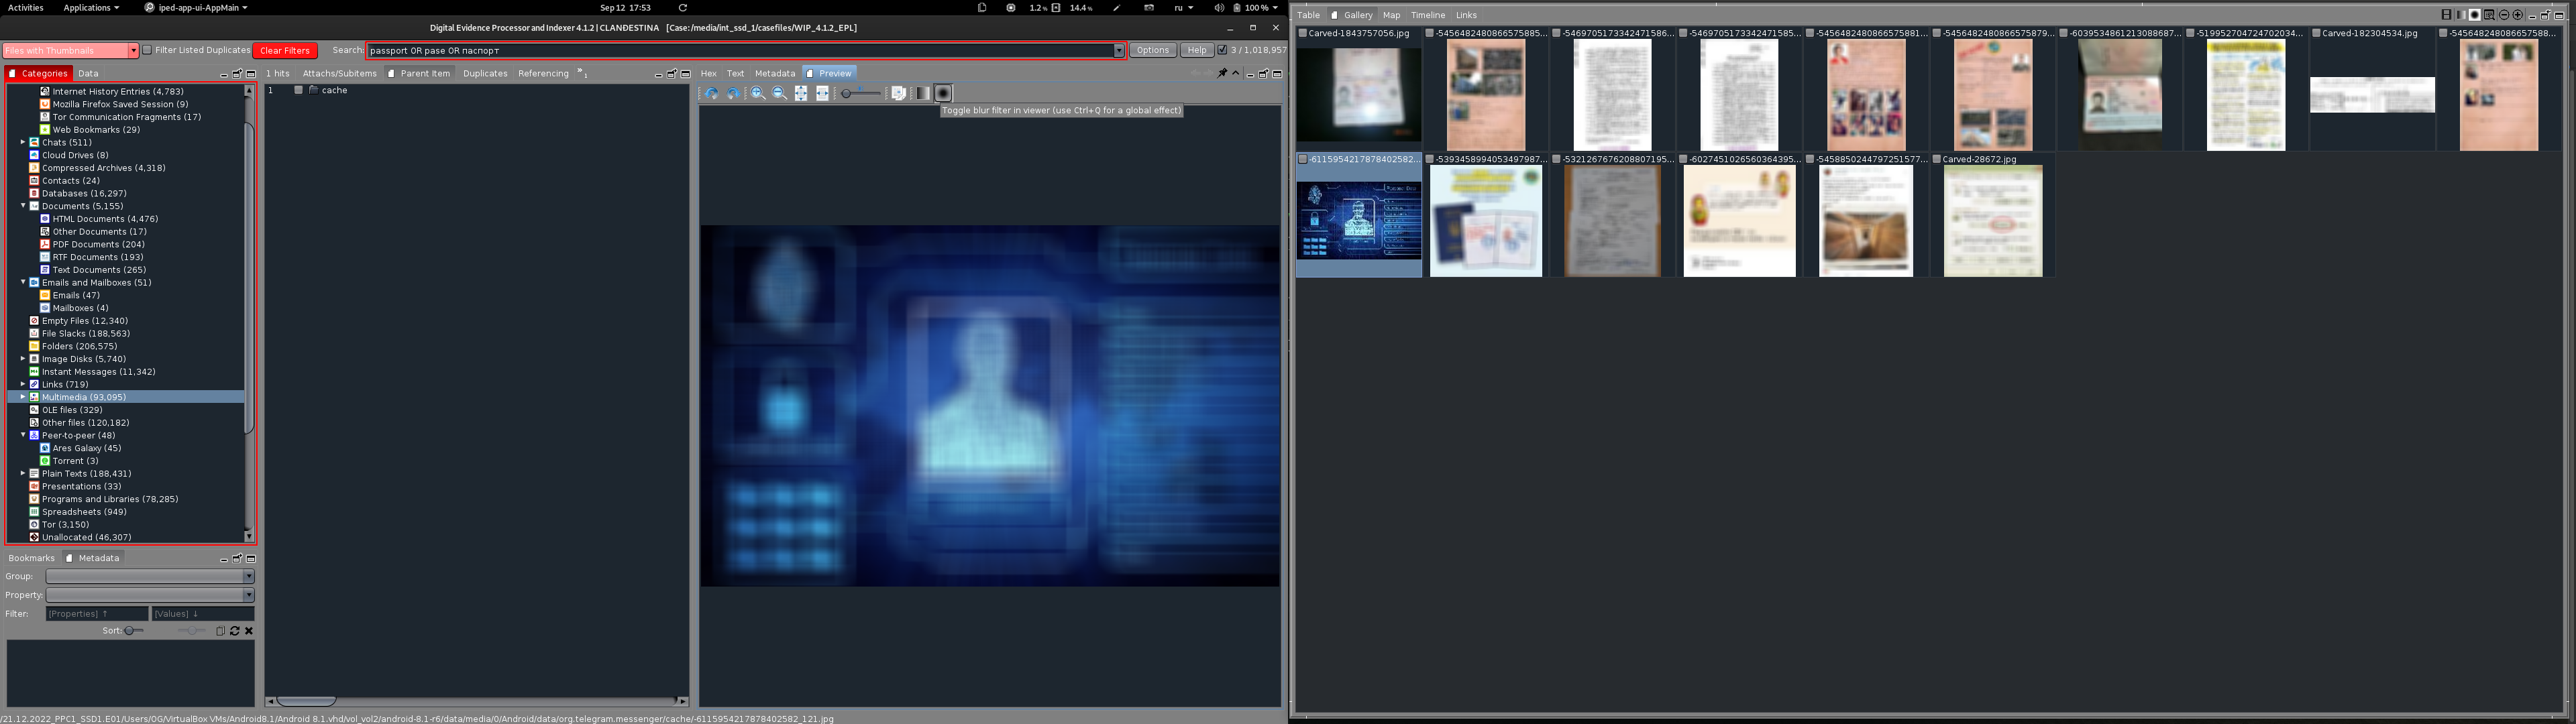 Activities Applications iped-app-ui-AppMain Sep 12 17:53 1.2 % 14.4% ru 100 %
Digital Evidence Processor and Indexer 4.1.2 | CLANDESTINA [Case:/media/int_ssd_1/casefiles/WIP_4.1.2_EPL]
Files with Thumbnails Filter Listed Duplicates Clear Filters Search: passport OR pase OR паспорт Options Help 3 / 1,018,957
Categories Data
Internet History Entries (4,783)
Mozilla Firefox Saved Session (9)
Tor Communication Fragments (17)
Web Bookmarks (29)
Chats (511)
Cloud Drives (8)
Compressed Archives (4,318)
Contacts (24)
Databases (16,297)
Documents (5,155)
HTML Documents (4,476)
Other Documents (17)
PDF Documents (204)
RTF Documents (193)
Text Documents (265)
Emails and Mailboxes (51)
Emails (47)
Mailboxes (4)
Empty Files (12,340)
File Slacks (188,563)
Folders (206,575)
Image Disks (5,740)
Instant Messages (11,342)
Links (719)
Multimedia (93,095)
OLE files (329)
Other files (120,182)
Peer-to-peer (48)
Ares Galaxy (45)
Torrent (3)
Plain Texts (188,431)
Presentations (33)
Programs and Libraries (78,285)
Spreadsheets (949)
Tor (3,150)
Unallocated (46,307)
Bookmarks Metadata
Group:
Property:
Filter: [Properties] ↑ [Values] ↓
Sort:
1 hits Attachs/Subitems Parent Item Duplicates Referencing » 1
1 cache
Hex Text Metadata Preview
Toggle blur filter in viewer (use Ctrl+Q for a global effect)
/21.12.2022_PPC1_SSD1.E01/Users/OG/VirtualBox VMs/Android8.1/Android 8.1.vhd/vol_vol2/android-8.1-r6/data/media/0/Android/data/org.telegram.messenger/cache/-6115954217878402582_121.jpg
Table Gallery Map Timeline Links
Carved-1843757056.jpg -5456482480866575885... -5469705173342471586... -5469705173342471585... -5456482480866575881... -5456482480866575879... -6039534861213088687... -519952704724702034... Carved-182304534.jpg -545648248086657588...
-6115954217878402582... -5393458994053497987... -5321267676208807195... -6027451026560364395... -5458850244797251577... Carved-28672.jpg